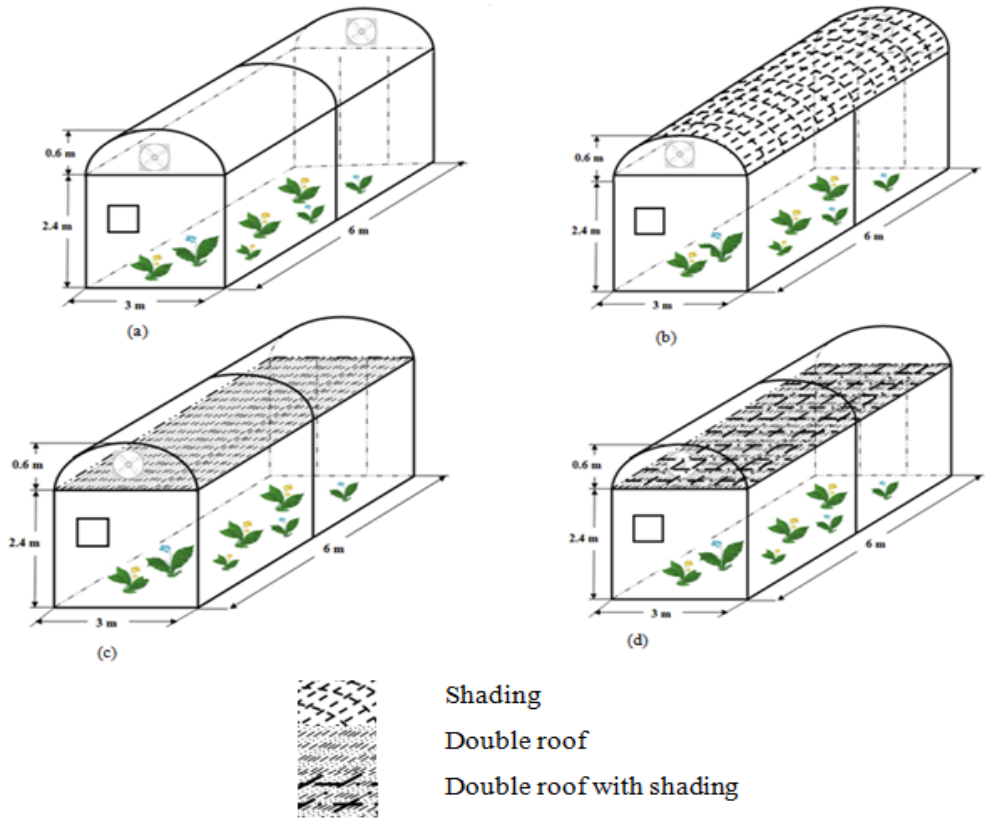 0.6 m
2.4 m
6 m
3 m
(a)
0.6 m
2.4 m
6 m
3 m
(b)
0.6 m
2.4 m
6 m
3 m
(c)
0.6 m
2.4 m
6 m
3 m
(d)
Shading
Double roof
Double roof with shading